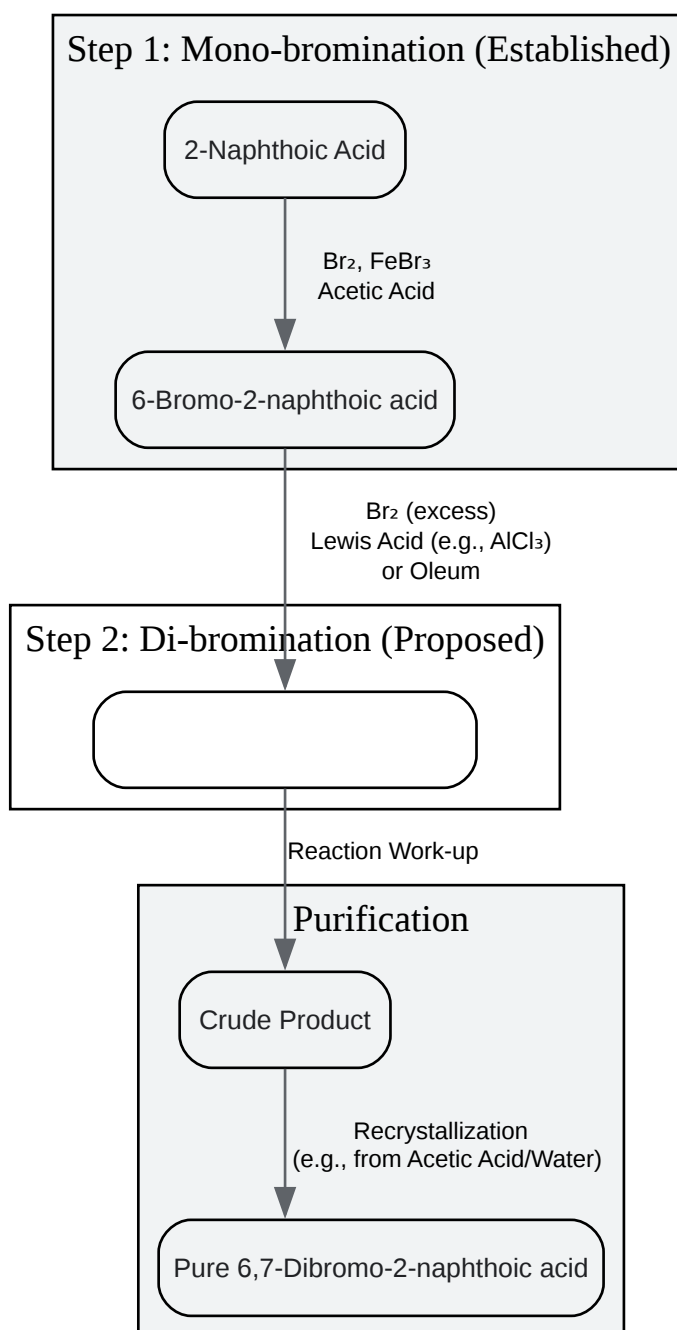 Step 1: Mono-bromination (Established)
2-Naphthoic Acid
Br₂, FeBr₃
Acetic Acid
6-Bromo-2-naphthoic acid
Br₂ (excess)
Lewis Acid (e.g., AlCl₃)
or Oleum
Step 2: Di-bromination (Proposed)
Reaction Work-up
Purification
Crude Product
Recrystallization
(e.g., from Acetic Acid/Water)
Pure 6,7-Dibromo-2-naphthoic acid